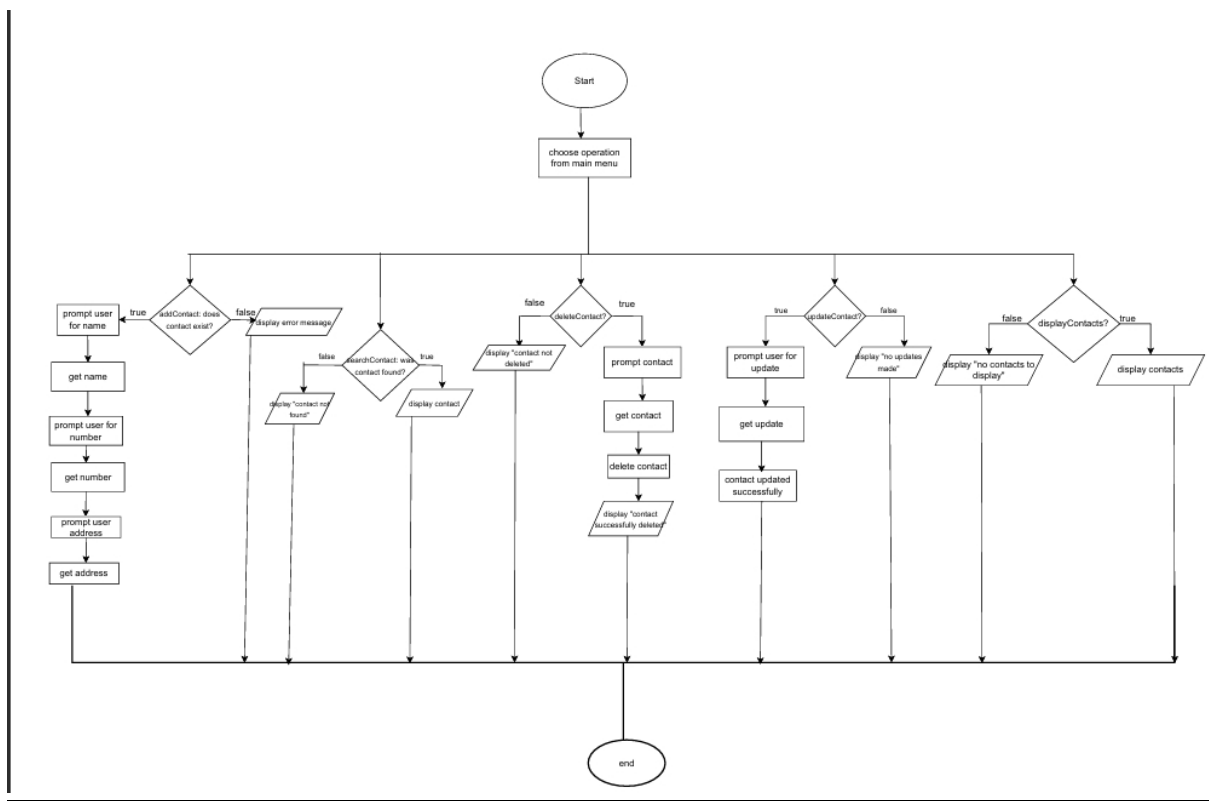 Start
choose operation
from main menu
addContact: does
contact exist?
true
false
prompt user
for name
get name
prompt user for
number
get number
prompt user
address
get address
display error message
searchContact: was
contact found?
false
true
display "contact not
found"
display contact
deleteContact?
false
true
display "contact not
deleted"
prompt contact
get contact
delete contact
display "contact
successfully deleted"
updateContact?
true
false
prompt user for
update
get update
contact updated
successfully
display "no updates
made"
displayContacts?
false
true
display "no contacts to
display"
display contacts
end